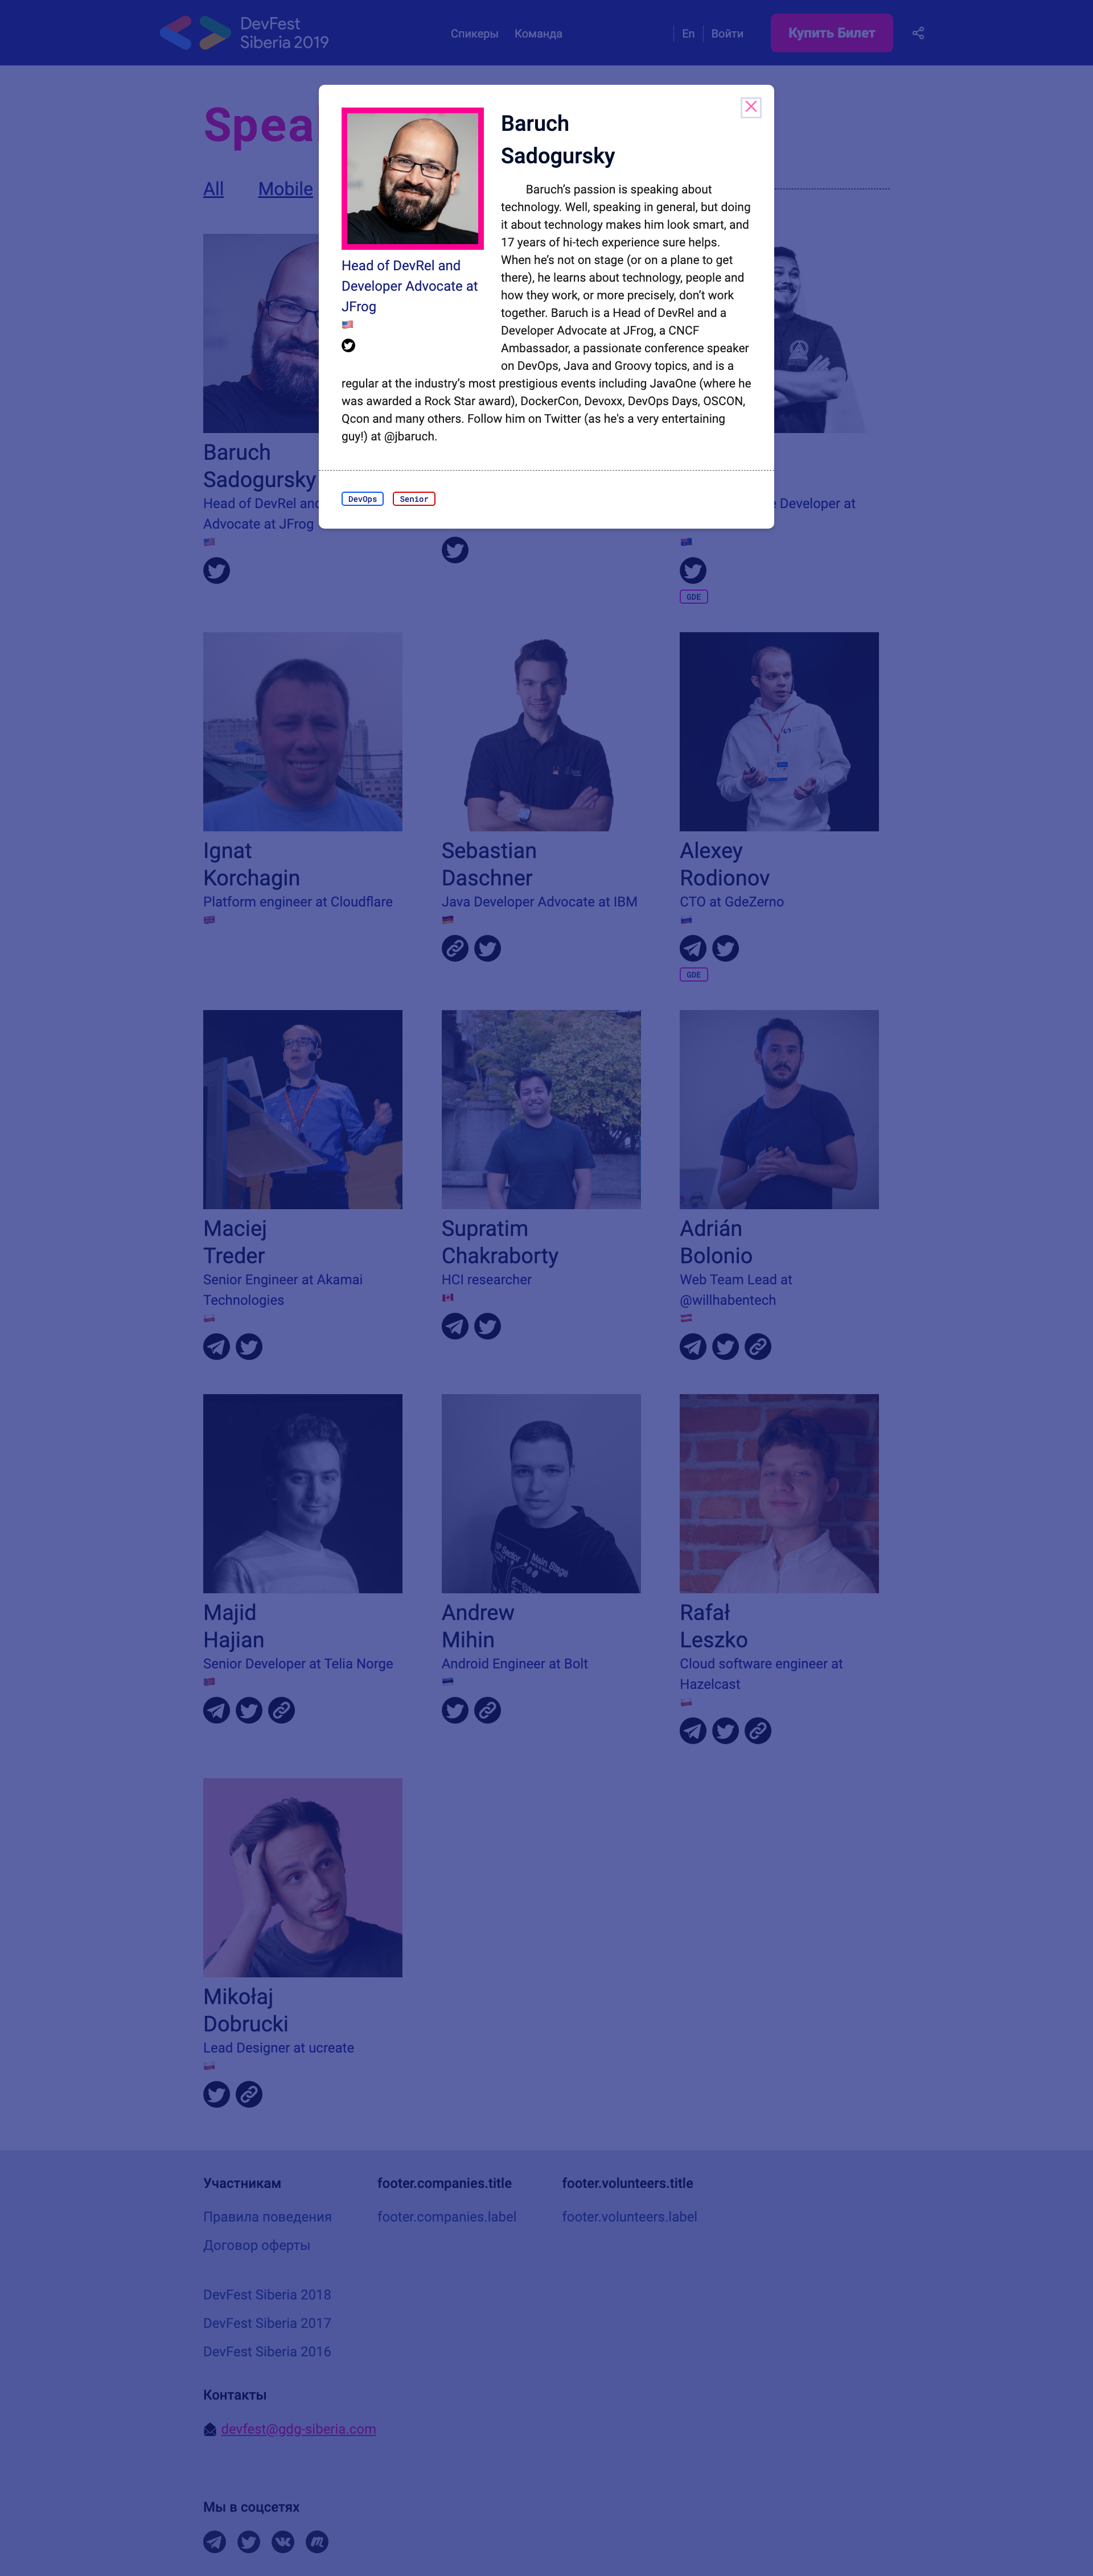 DevFest
Siberia 2019
Спикеры Команда
En Войти
Купить Билет
Spea
All Mobile
Baruch
Sadogursky
Baruch’s passion is speaking about
technology. Well, speaking in general, but doing
it about technology makes him look smart, and
17 years of hi-tech experience sure helps.
When he’s not on stage (or on a plane to get
there), he learns about technology, people and
how they work, or more precisely, don’t work
together. Baruch is a Head of DevRel and a
Developer Advocate at JFrog, a CNCF
Ambassador, a passionate conference speaker
on DevOps, Java and Groovy topics, and is a
regular at the industry’s most prestigious events including JavaOne (where he
was awarded a Rock Star award), DockerCon, Devoxx, DevOps Days, OSCON,
Qcon and many others. Follow him on Twitter (as he's a very entertaining
guy!) at @jbaruch.
Head of DevRel and
Developer Advocate at
JFrog
DevOps Senior
Baruch
Sadogursky
Head of DevRel and
Advocate at JFrog
Developer at
GDE
Ignat
Korchagin
Platform engineer at Cloudflare
Sebastian
Daschner
Java Developer Advocate at IBM
Alexey
Rodionov
CTO at GdeZerno
GDE
Maciej
Treder
Senior Engineer at Akamai
Technologies
Supratim
Chakraborty
HCI researcher
Adrián
Bolonio
Web Team Lead at
@willhabentech
Majid
Hajian
Senior Developer at Telia Norge
Main Stage
Andrew
Mihin
Android Engineer at Bolt
Rafał
Leszko
Cloud software engineer at
Hazelcast
Mikołaj
Dobrucki
Lead Designer at ucreate
Участникам
Правила поведения
Договор оферты
footer.companies.title
footer.companies.label
footer.volunteers.title
footer.volunteers.label
DevFest Siberia 2018
DevFest Siberia 2017
DevFest Siberia 2016
Контакты
devfest@gdg-siberia.com
Мы в соцсетях